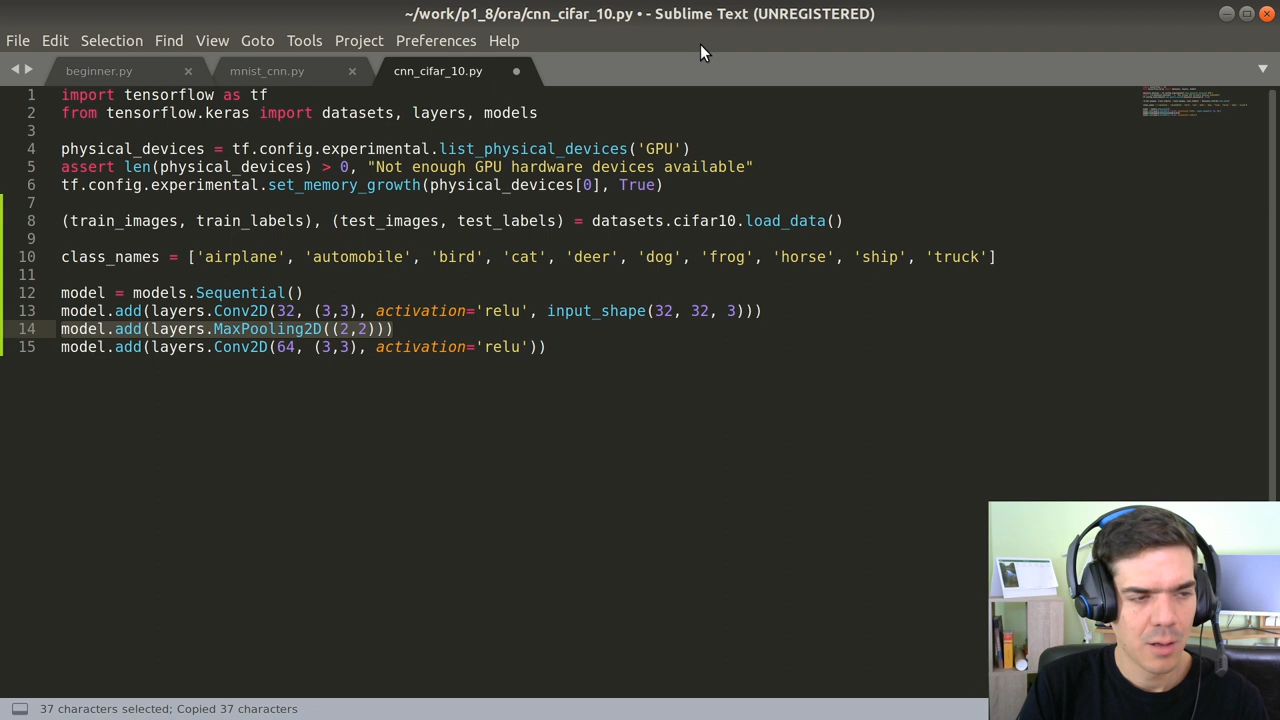 ~/work/p1_8/ora/cnn_cifar_10.py • - Sublime Text (UNREGISTERED)
File Edit Selection Find View Goto Tools Project Preferences Help
beginner.py mnist_cnn.py cnn_cifar_10.py
1 import tensorflow as tf
2 from tensorflow.keras import datasets, layers, models
3
4 physical_devices = tf.config.experimental.list_physical_devices('GPU')
5 assert len(physical_devices) > 0, "Not enough GPU hardware devices available"
6 tf.config.experimental.set_memory_growth(physical_devices[0], True)
7
8 (train_images, train_labels), (test_images, test_labels) = datasets.cifar10.load_data()
9
10 class_names = ['airplane', 'automobile', 'bird', 'cat', 'deer', 'dog', 'frog', 'horse', 'ship', 'truck']
11
12 model = models.Sequential()
13 model.add(layers.Conv2D(32, (3,3), activation='relu', input_shape(32, 32, 3)))
14 model.add(layers.MaxPooling2D((2,2)))
15 model.add(layers.Conv2D(64, (3,3), activation='relu'))
37 characters selected; Copied 37 characters